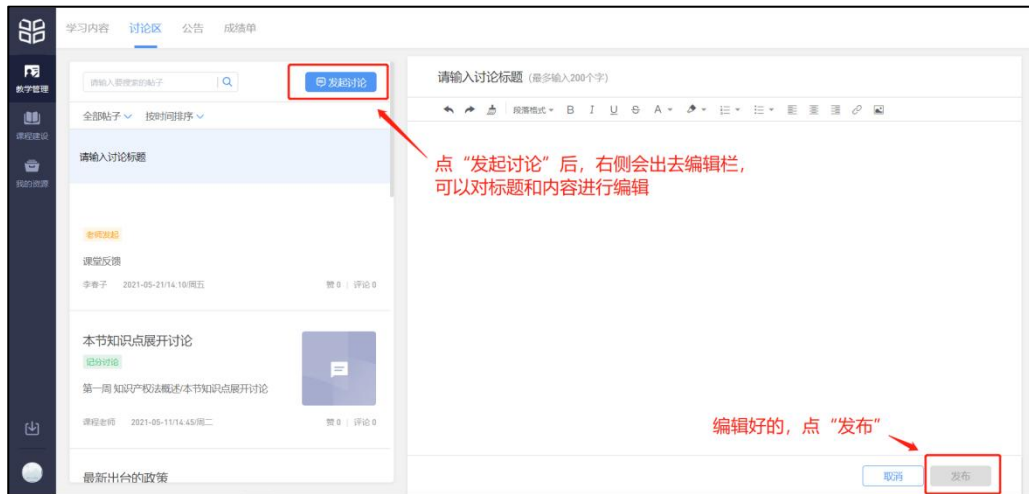 学习内容 讨论区 公告 成绩单
教学管理
课程建设
我的资源
请输入要搜索的帖子
发起讨论
全部帖子 按时间排序
请输入讨论标题
老师发起
课堂反馈
李春子 2021-05-21/14:10/周五 赞 0 | 评论 0
本节知识点展开讨论
记分讨论
第一周 知识产权法概述/本节知识点展开讨论
课程老师 2021-05-11/14:45/周二 赞 0 | 评论 0
最新出台的政策
请输入讨论标题 (最多输入200个字)
段落格式 B I U S A
点“发起讨论”后，右侧会出去编辑栏，
可以对标题和内容进行编辑
编辑好的，点“发布”
取消 发布